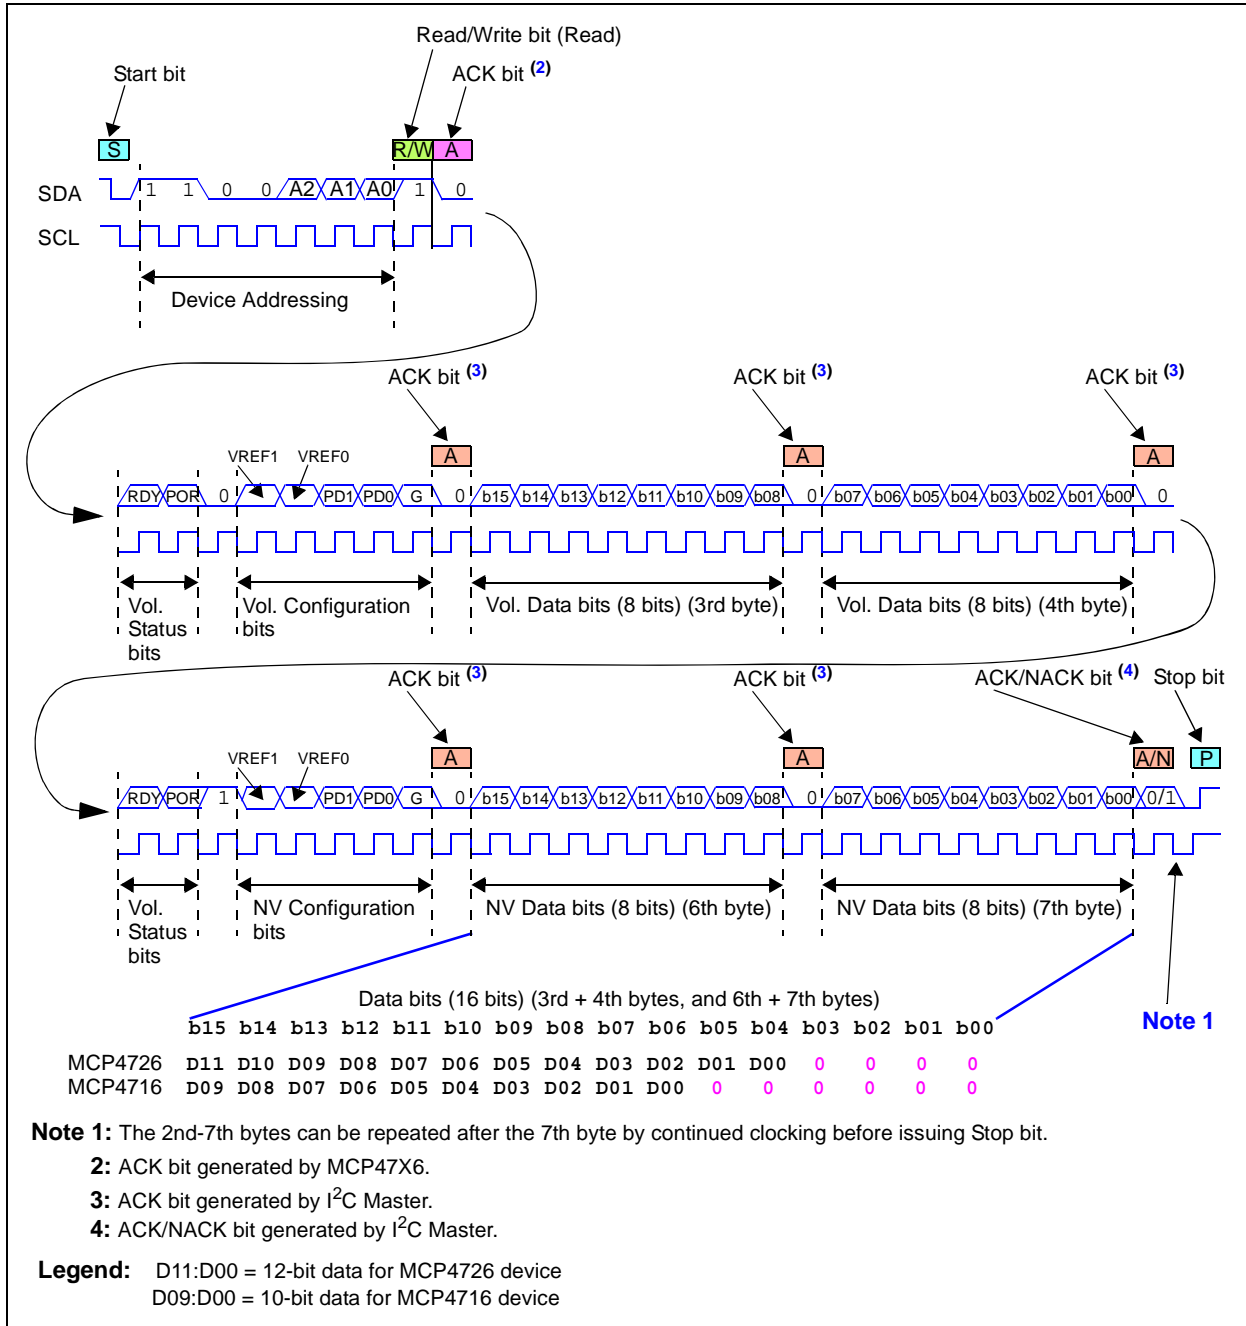 Read/Write bit (Read)
Start bit
ACK bit (2)
S
R/W A
SDA 1 1 0 0 A2 A1 A0 1 0
SCL
Device Addressing
ACK bit (3) ACK bit (3) ACK bit (3)
VREF1 VREF0 A A A
RDY POR 0 PD1 PD0 G 0 b15 b14 b13 b12 b11 b10 b09 b08 0 b07 b06 b05 b04 b03 b02 b01 b00 0
Vol. Status bits
Vol. Configuration bits
Vol. Data bits (8 bits) (3rd byte)
Vol. Data bits (8 bits) (4th byte)
ACK bit (3) ACK bit (3) ACK/NACK bit (4) Stop bit
VREF1 VREF0 A A A/N P
RDY POR 1 PD1 PD0 G 0 b15 b14 b13 b12 b11 b10 b09 b08 0 b07 b06 b05 b04 b03 b02 b01 b00 0/1
Vol. Status bits
NV Configuration bits
NV Data bits (8 bits) (6th byte)
NV Data bits (8 bits) (7th byte)
Data bits (16 bits) (3rd + 4th bytes, and 6th + 7th bytes)
Note 1
b15 b14 b13 b12 b11 b10 b09 b08 b07 b06 b05 b04 b03 b02 b01 b00
MCP4726 D11 D10 D09 D08 D07 D06 D05 D04 D03 D02 D01 D00 0 0 0 0
MCP4716 D09 D08 D07 D06 D05 D04 D03 D02 D01 D00 0 0 0 0 0 0
Note 1: The 2nd-7th bytes can be repeated after the 7th byte by continued clocking before issuing Stop bit.
2: ACK bit generated by MCP47X6.
3: ACK bit generated by I2C Master.
4: ACK/NACK bit generated by I2C Master.
Legend: D11:D00 = 12-bit data for MCP4726 device
D09:D00 = 10-bit data for MCP4716 device